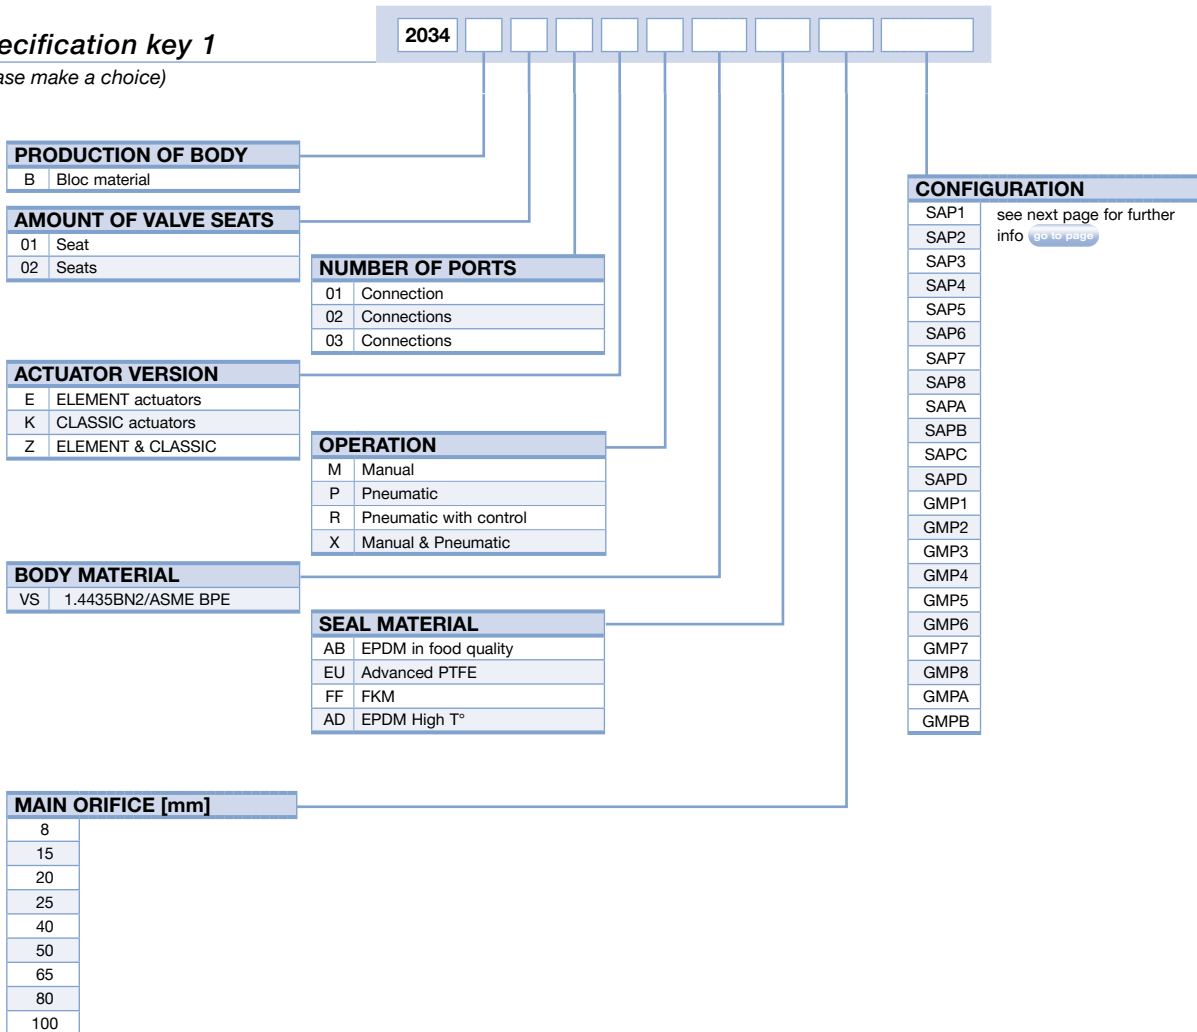 ecification key 1
ase make a choice)
2034
PRODUCTION OF BODY
B Bloc material
AMOUNT OF VALVE SEATS
01 Seat
02 Seats
NUMBER OF PORTS
01 Connection
02 Connections
03 Connections
ACTUATOR VERSION
E ELEMENT actuators
K CLASSIC actuators
Z ELEMENT & CLASSIC
OPERATION
M Manual
P Pneumatic
R Pneumatic with control
X Manual & Pneumatic
BODY MATERIAL
VS 1.4435BN2/ASME BPE
SEAL MATERIAL
AB EPDM in food quality
EU Advanced PTFE
FF FKM
AD EPDM High T°
MAIN ORIFICE [mm]
8
15
20
25
40
50
65
80
100
CONFIGURATION
SAP1 see next page for further
SAP2 info go to page
SAP3
SAP4
SAP5
SAP6
SAP7
SAP8
SAPA
SAPB
SAPC
SAPD
GMP1
GMP2
GMP3
GMP4
GMP5
GMP6
GMP7
GMP8
GMPA
GMPB